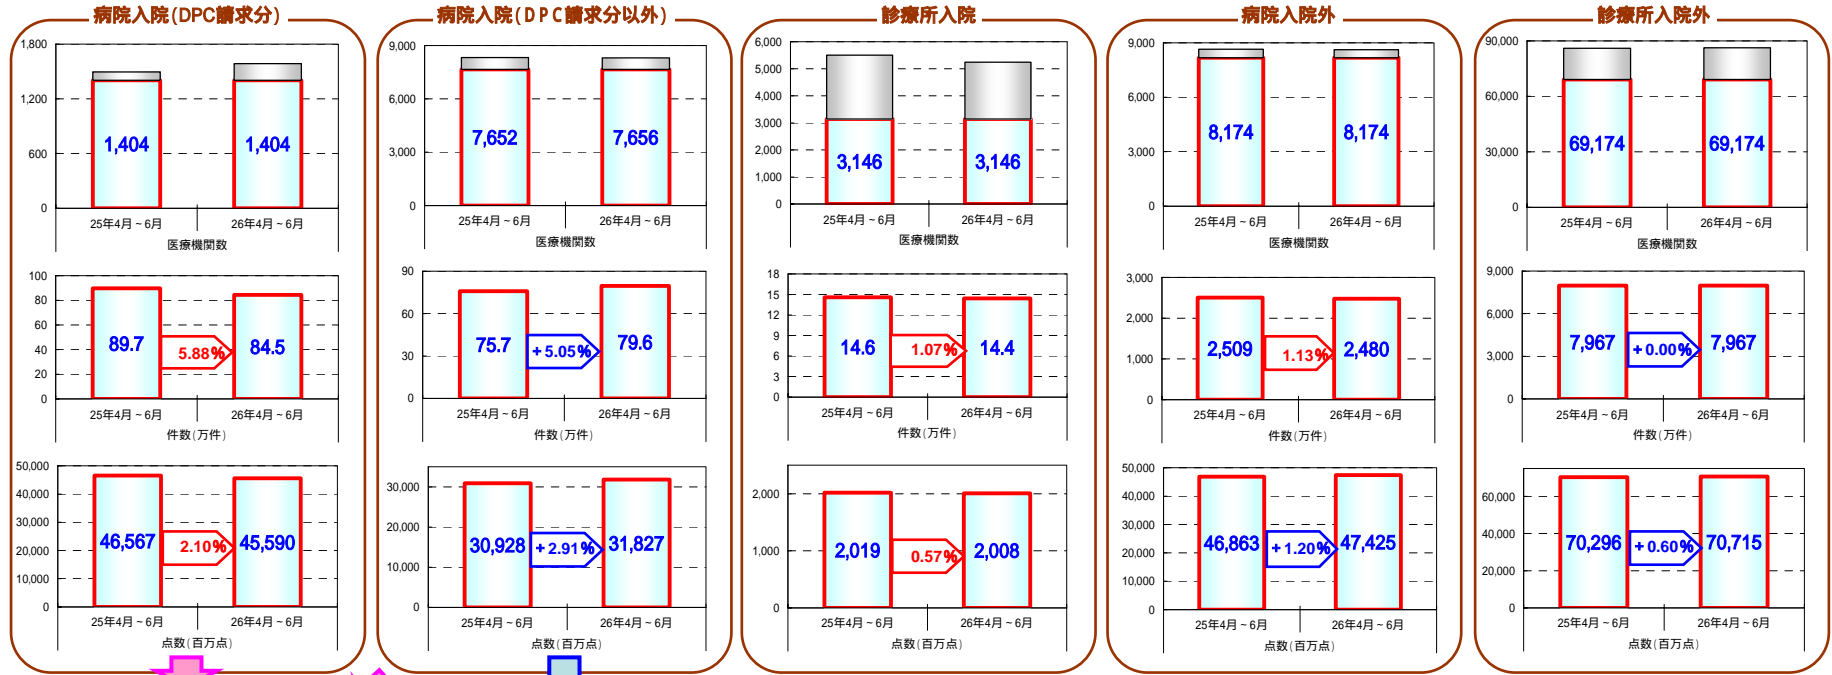 病院入院(DPC請求分)
1,800
1,200
600
0
1,404
1,404
25年4月～6月
26年4月～6月
医療機関数
100
80
60
40
20
0
89.7
5.88%
84.5
25年4月～6月
26年4月～6月
件数(万件)
50,000
40,000
30,000
20,000
10,000
0
46,567
2.10%
45,590
25年4月～6月
26年4月～6月
点数(百万点)
病院入院(DPC請求分以外)
9,000
6,000
3,000
0
7,652
7,656
25年4月～6月
26年4月～6月
医療機関数
90
60
30
0
75.7
+5.05%
79.6
25年4月～6月
26年4月～6月
件数(万件)
30,000
20,000
10,000
0
30,928
+2.91%
31,827
25年4月～6月
26年4月～6月
点数(百万点)
診療所入院
6,000
5,000
4,000
3,000
2,000
1,000
0
3,146
3,146
25年4月～6月
26年4月～6月
医療機関数
18
15
12
9
6
3
0
14.6
1.07%
14.4
25年4月～6月
26年4月～6月
件数(万件)
2,000
1,000
0
2,019
0.57%
2,008
25年4月～6月
26年4月～6月
点数(百万点)
病院入院外
9,000
6,000
3,000
0
8,174
8,174
25年4月～6月
26年4月～6月
医療機関数
3,000
2,000
1,000
0
2,509
1.13%
2,480
25年4月～6月
26年4月～6月
件数(万件)
50,000
40,000
30,000
20,000
10,000
0
46,863
+1.20%
47,425
25年4月～6月
26年4月～6月
点数(百万点)
診療所入院外
90,000
60,000
30,000
0
69,174
69,174
25年4月～6月
26年4月～6月
医療機関数
9,000
6,000
3,000
0
7,967
+0.00%
7,967
25年4月～6月
26年4月～6月
件数(万件)
60,000
40,000
20,000
0
70,296
+0.60%
70,715
25年4月～6月
26年4月～6月
点数(百万点)